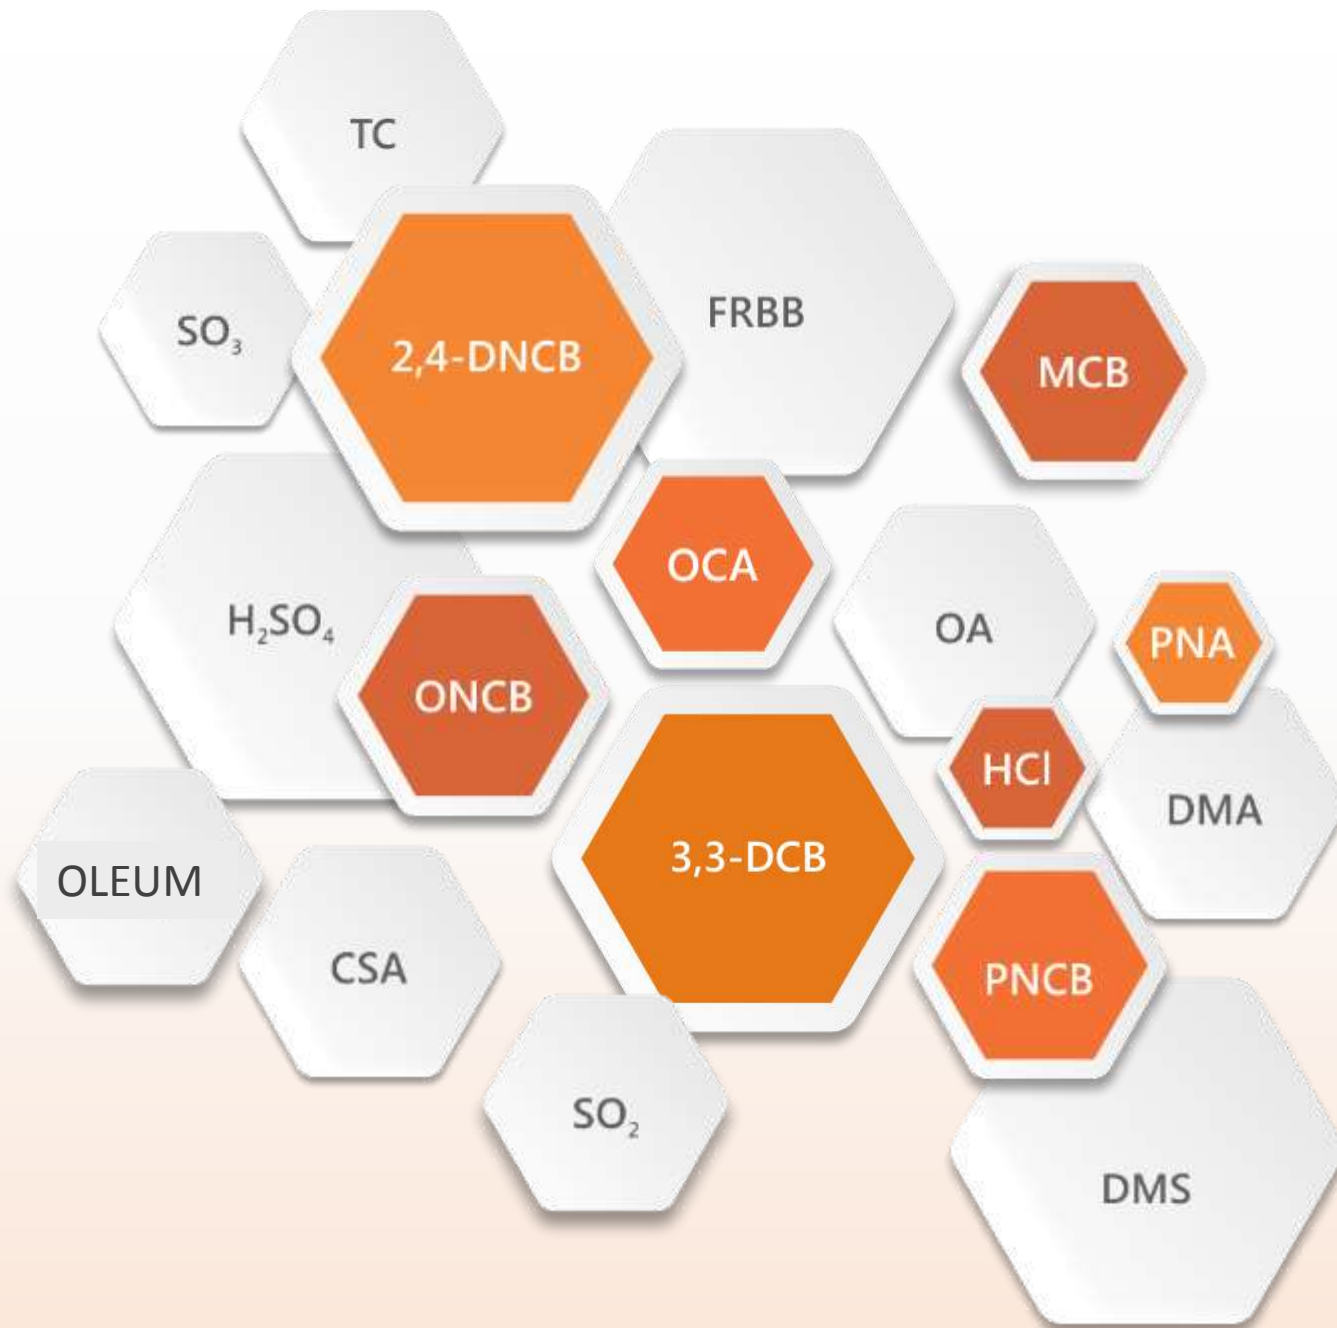 TC
FRBB
SO₃
2,4-DNCB
MCB
OCA
H₂SO₄
OA
PNA
ONCB
HCl
DMA
3,3-DCB
OLEUM
CSA
PNCB
SO₂
DMS